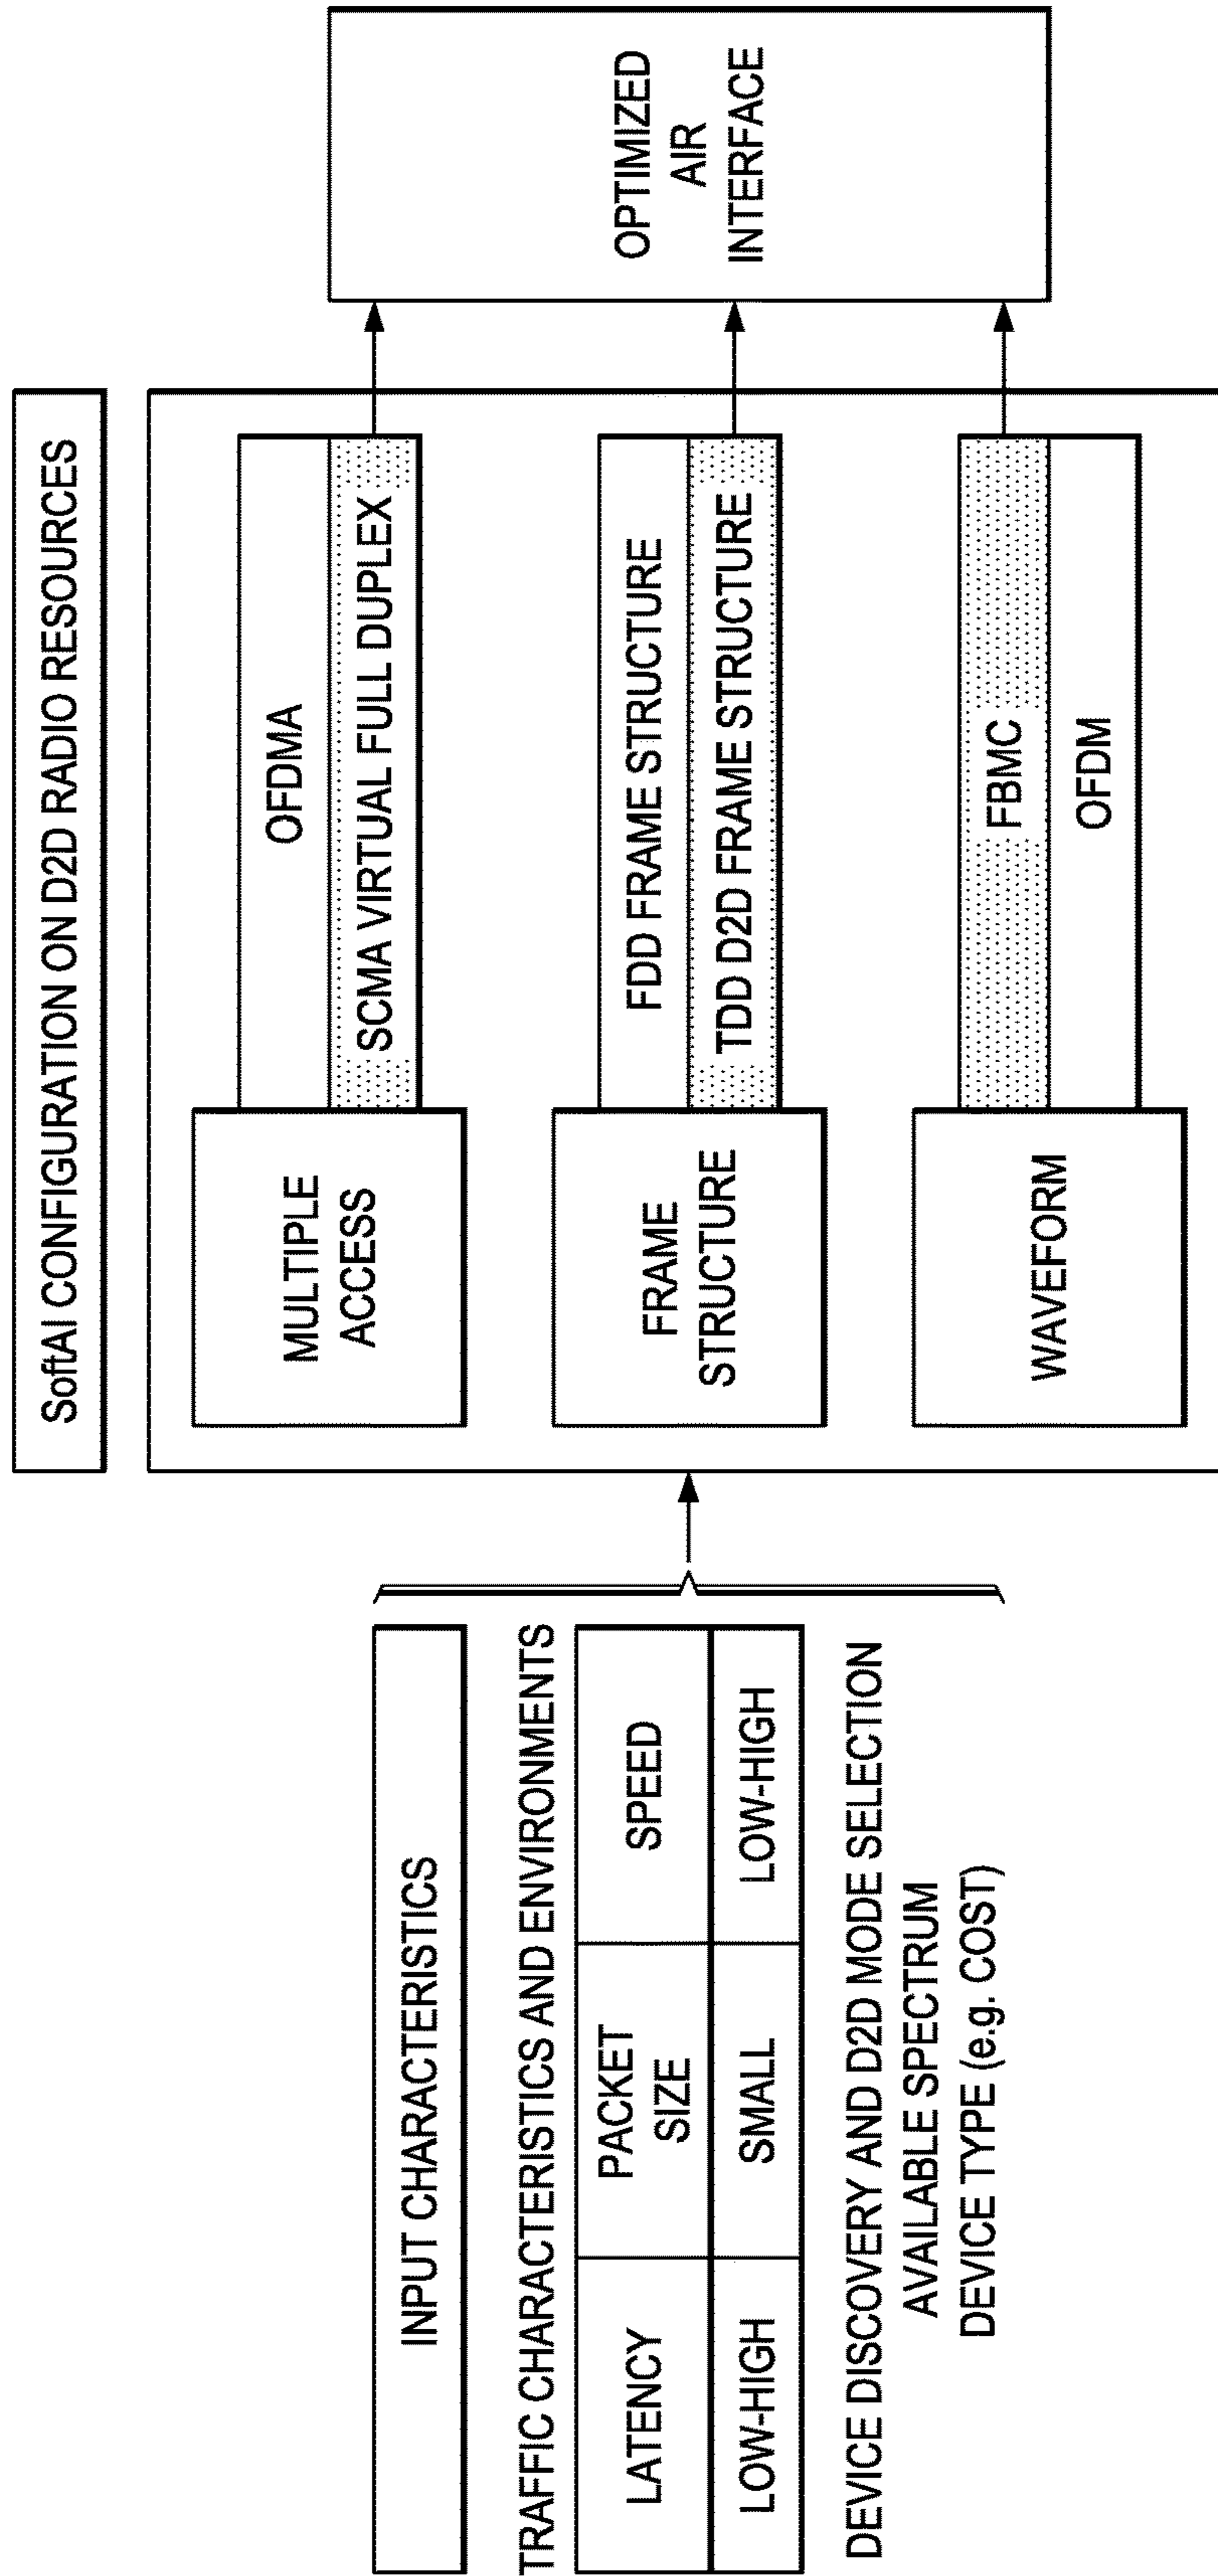 INPUT CHARACTERISTICS
TRAFFIC CHARACTERISTICS AND ENVIRONMENTS
LATENCY
PACKET
SIZE
SPEED
LOW-HIGH
SMALL
LOW-HIGH
DEVICE DISCOVERY AND D2D MODE SELECTION
AVAILABLE SPECTRUM
DEVICE TYPE (e.g. COST)
SoftAI CONFIGURATION ON D2D RADIO RESOURCES
MULTIPLE
ACCESS
OFDMA
SCMA VIRTUAL FULL DUPLEX
FRAME
STRUCTURE
FDD FRAME STRUCTURE
TDD D2D FRAME STRUCTURE
WAVEFORM
FBMC
OFDM
OPTIMIZED
AIR
INTERFACE